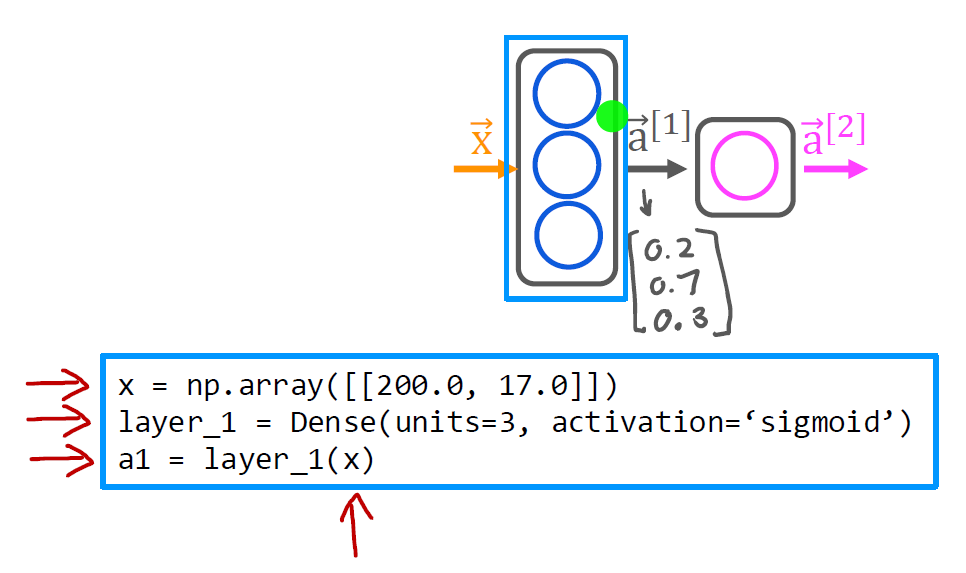 x⃗
a⃗[1]
a⃗[2]
0.2
0.7
0.3
x = np.array([[200.0, 17.0]])
layer_1 = Dense(units=3, activation=‘sigmoid’)
a1 = layer_1(x)